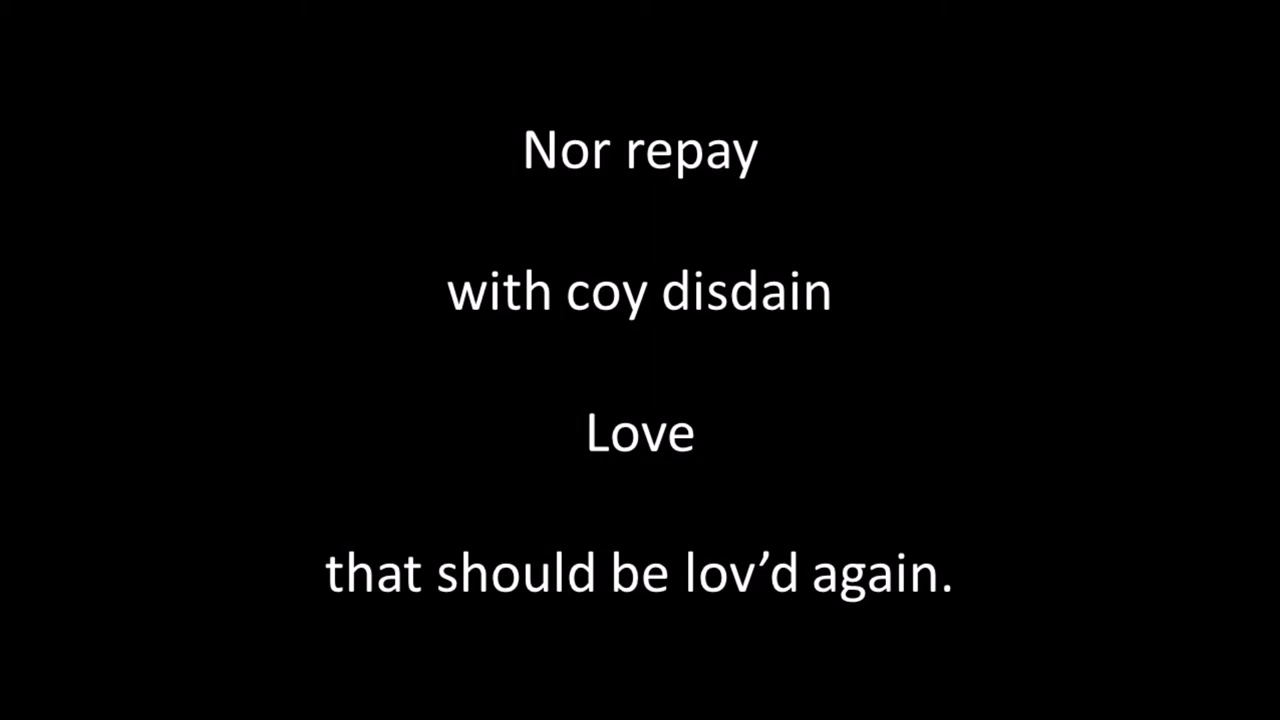 Nor repay
with coy disdain
Love
that should be lov’d again.